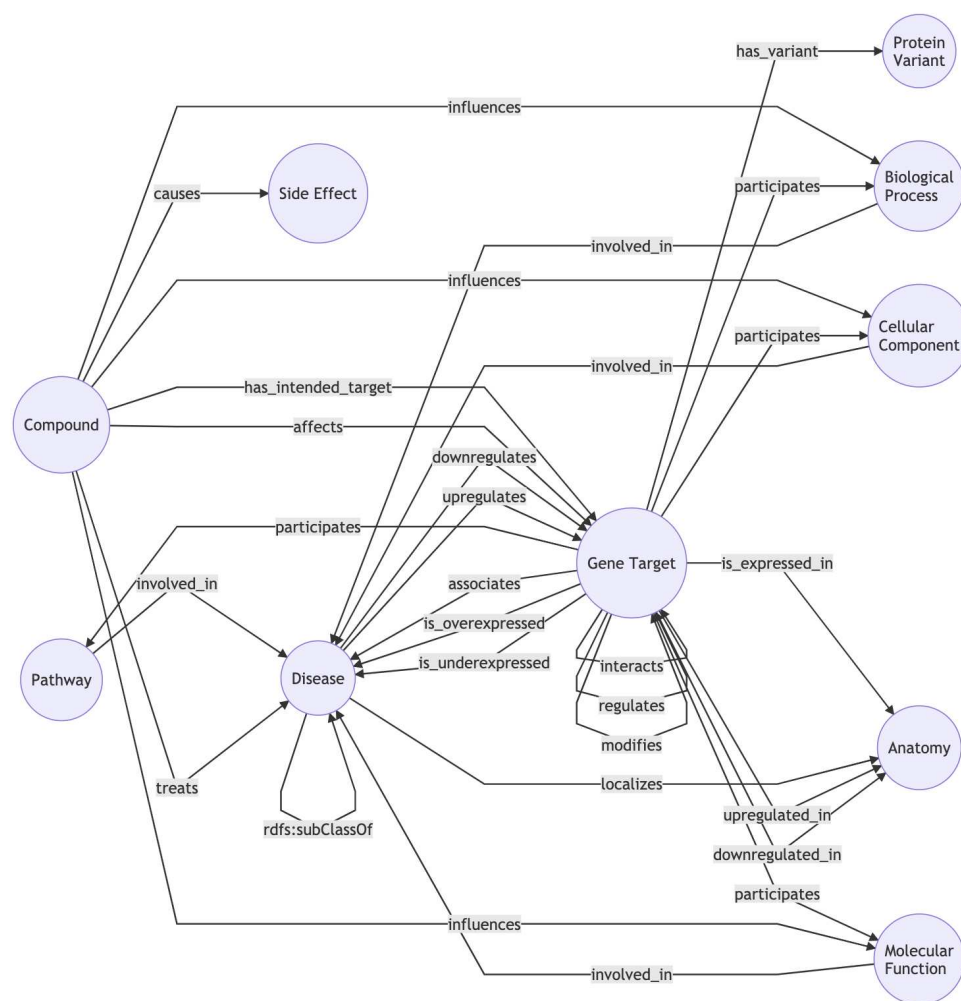 has_variant
Protein
Variant
influences
causes
Side Effect
participates
Biological
Process
involved_in
influences
participates
Cellular
Component
involved_in
has_intended_target
Compound
affects
downregulates
upregulates
participates
Gene Target
is_expressed_in
involved_in
associates
is_overexpressed
is_underexpressed
interacts
Pathway
Disease
regulates
modifies
Anatomy
treats
localizes
upregulated_in
rdfs:subClassOf
downregulated_in
participates
influences
Molecular
Function
involved_in